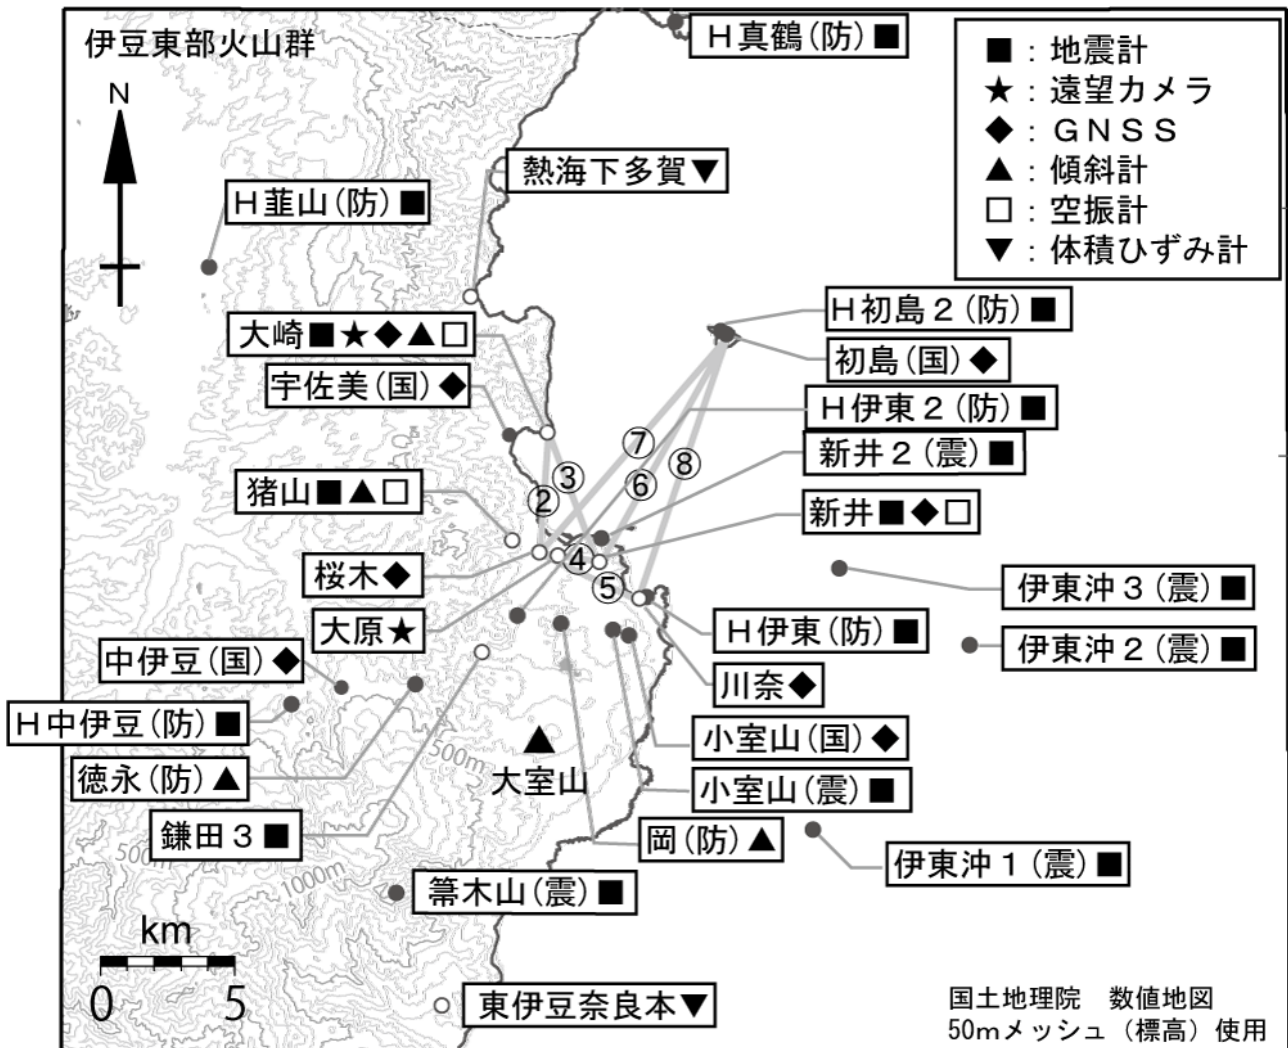 伊豆東部火山群
N
H真鶴(防)■
■：地震計
★：遠望カメラ
◆：ＧＮＳＳ
▲：傾斜計
□：空振計
▼：体積ひずみ計
熱海下多賀▼
H韮山(防)■
大崎■★◆▲□
宇佐美(国)◆
H初島２(防)■
初島(国)◆
H伊東２(防)■
新井２(震)■
猪山■▲□
新井■◆□
⑦
⑧
③
⑥
②
④
⑤
桜木◆
大原★
伊東沖３(震)■
H伊東(防)■
伊東沖２(震)■
中伊豆(国)◆
川奈◆
H中伊豆(防)■
小室山(国)◆
徳永(防)▲
500m
大室山
小室山(震)■
鎌田３■
岡(防)▲
伊東沖１(震)■
500m
1000m
箒木山(震)■
km
0 5
東伊豆奈良本▼
国土地理院　数値地図
50mメッシュ（標高）使用